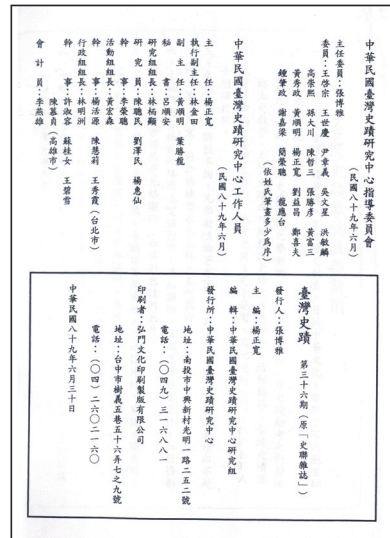 中華民國臺灣史蹟研究中心指導委員會
(民國八十九年六月)
主任委員：張博雅
委員：王啓宗　王世慶　尹章義　吳文星　洪敏麟
高崇熙　孫大川　陳哲三　張勝彥　黃富三
黃秀政　黃順明　楊正寬　劉益昌　鄭喜夫
鍾肇政　謝嘉梁　簡榮聰　龍應台
(依姓氏筆畫多少為序)
中華民國臺灣史蹟研究中心工作人員
(民國八十九年六月)
主　任：楊正寬
執行副主任：林金田
副主任：黃順明　葉勝龍
秘　書：呂順安
研究組組長：林栭顯
研究員：陳聰民　劉澤民　楊惠仙
幹　事：李榮聰
活動組組長：黃宏森
幹　事：楊活源　陳慧莉　王秀霞(台北市)
行政組組長：林明洲
幹　事：許淑容　蘇桂女　王碧雪
陳慕貞(高雄市)
會計員：李燕雄
臺灣史蹟　第三十六期(原「史聯雜誌」)
發行人：張博雅
主　編：楊正寬
編　輯：中華民國臺灣史蹟研究中心研究組
發行所：中華民國臺灣史蹟研究中心
地址：南投市中興新村光明一路二五二號
電話：(○四九)三一六八八一
印刷者：弘門文化印刷製版有限公司
地址：台中市樹義五巷五十六弄七之九號
電話：(○四)二六○二一六○
中華民國八十九年六月三十日